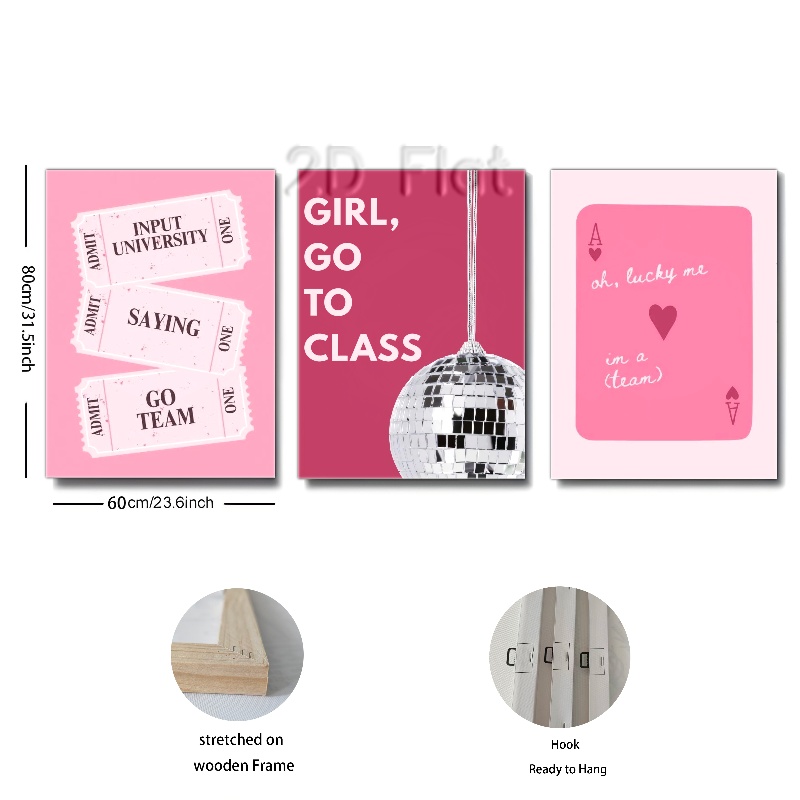 2D Flat
80cm/31.5inch
ADMIT
INPUT
UNIVERSITY
ONE
ADMIT
SAYING
ONE
ADMIT
GO
TEAM
ONE
GIRL,
GO
TO
CLASS
A
oh, lucky me
im a
(team)
A
60cm/23.6inch
stretched on
wooden Frame
Hook
Ready to Hang